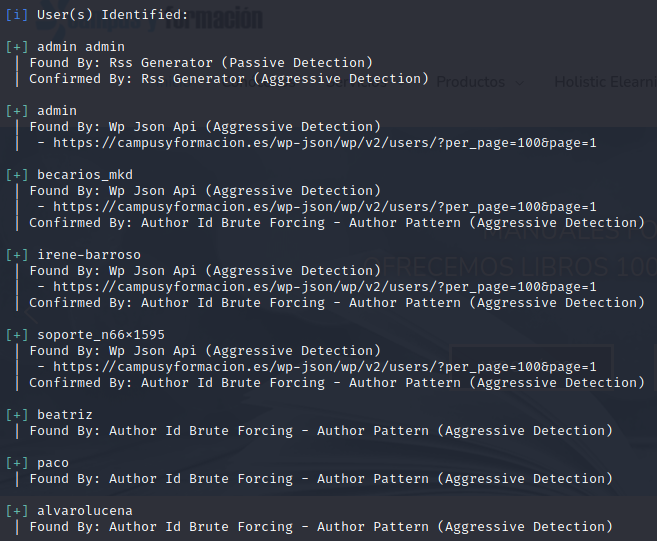 formación
[i] User(s) Identified:
[+] admin admin
| Found By: Rss Generator (Passive Detection)
| Confirmed By: Rss Generator (Aggressive Detection)
Productos
Holistic Elearni
[+] admin
| Found By: Wp Json Api (Aggressive Detection)
|  - https://campusyformacion.es/wp-json/wp/v2/users/?per_page=100&page=1
[+] becarios_mkd
| Found By: Wp Json Api (Aggressive Detection)
|  - https://campusyformacion.es/wp-json/wp/v2/users/?per_page=100&page=1
| Confirmed By: Author Id Brute Forcing - Author Pattern (Aggressive Detection)
[+] irene-barroso
| Found By: Wp Json Api (Aggressive Detection)
OFRECEMOS LIBROS 100
|  - https://campusyformacion.es/wp-json/wp/v2/users/?per_page=100&page=1
| Confirmed By: Author Id Brute Forcing - Author Pattern (Aggressive Detection)
[+] soporte_n66×1595
| Found By: Wp Json Api (Aggressive Detection)
|  - https://campusyformacion.es/wp-json/wp/v2/users/?per_page=100&page=1
| Confirmed By: Author Id Brute Forcing - Author Pattern (Aggressive Detection)
[+] beatriz
| Found By: Author Id Brute Forcing - Author Pattern (Aggressive Detection)
[+] paco
| Found By: Author Id Brute Forcing - Author Pattern (Aggressive Detection)
[+] alvarolucena
| Found By: Author Id Brute Forcing - Author Pattern (Aggressive Detection)